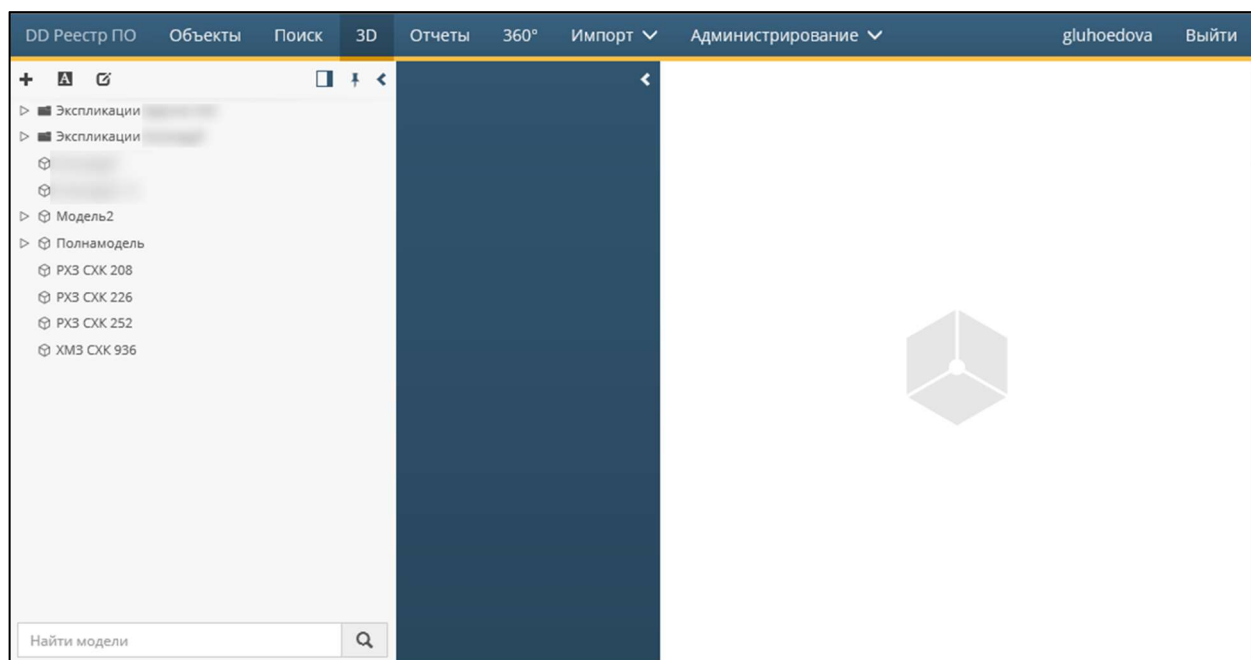 DD Реестр ПО Объекты Поиск 3D Отчеты 360° Импорт Администрирование gluhoedova Выйти
Экспликации
Экспликации
Модель2
Полнамодель
РХЗ СХК 208
РХЗ СХК 226
РХЗ СХК 252
ХМЗ СХК 936
Найти модели